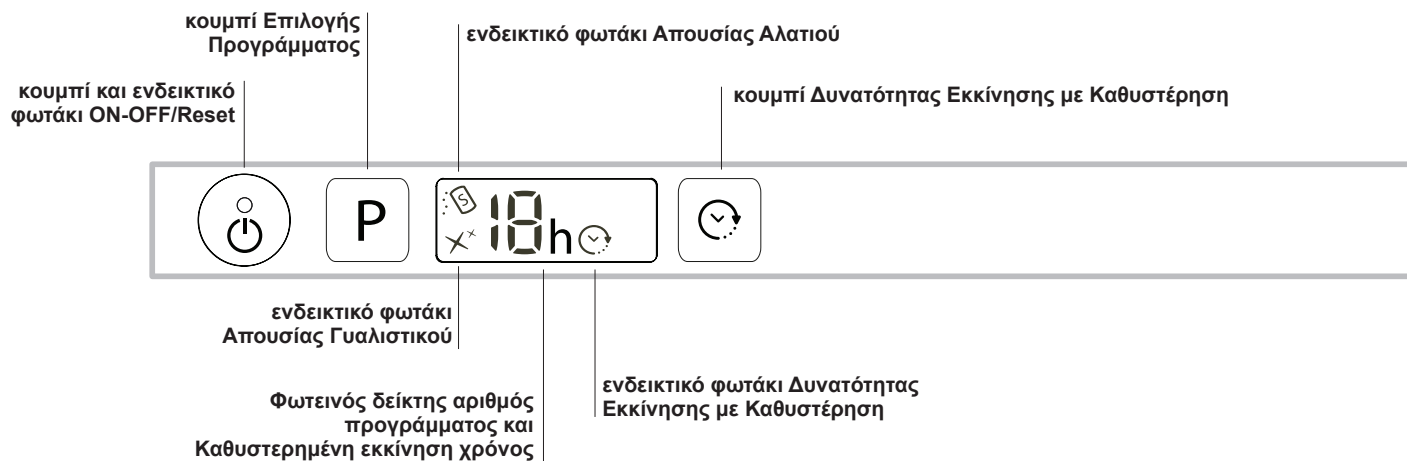 κουμπί Επιλογής
Προγράμματος
ενδεικτικό φωτάκι Απουσίας Αλατιού
κουμπί και ενδεικτικό
φωτάκι ON-OFF/Reset
κουμπί Δυνατότητας Εκκίνησης με Καθυστέρηση
P
S
18h
ενδεικτικό φωτάκι
Απουσίας Γυαλιστικού
ενδεικτικό φωτάκι Δυνατότητας
Εκκίνησης με Καθυστέρηση
Φωτεινός δείκτης αριθμός
προγράμματος και
Καθυστερημένη εκκίνηση χρόνος